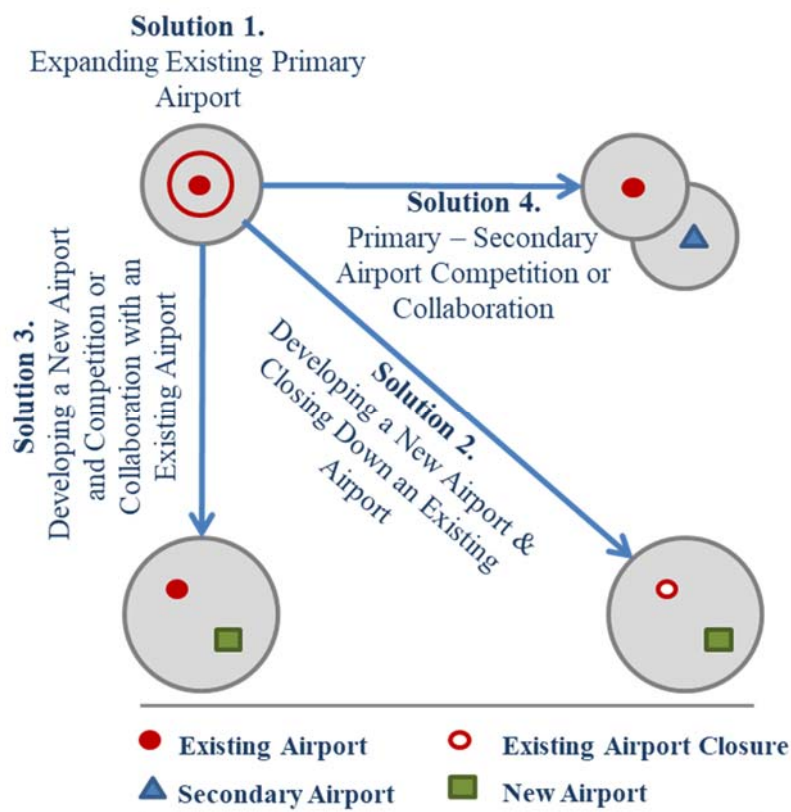 Solution 1.
Expanding Existing Primary
Airport
Solution 4.
Primary – Secondary
Airport Competition or
Collaboration
Solution 3.
Developing a New Airport
and Competition or
Collaboration with an
Existing Airport
Solution 2.
Developing a New Airport &
Closing Down an Existing
Airport
Existing Airport
Existing Airport Closure
Secondary Airport
New Airport